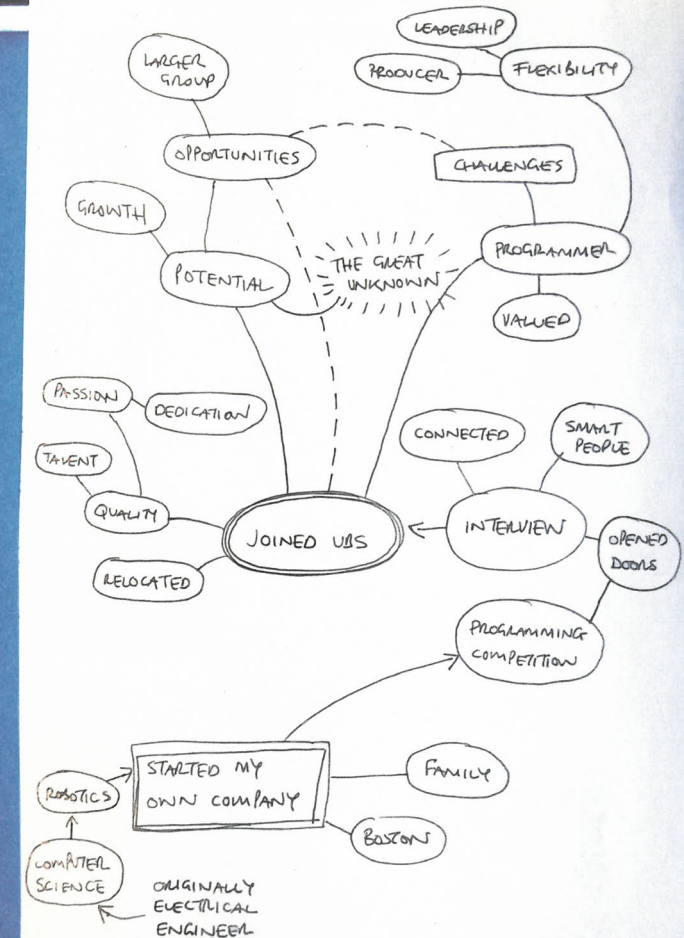 LEADERSHIP
LARGER
GROUP
PRODUCER
FLEXIBILITY
OPPORTUNITIES
CHALLENGES
GROWTH
POTENTIAL
THE GREAT
UNKNOWN
PROGRAMMER
VALUED
PASSION
DEDICATION
CONNECTED
SMART
PEOPLE
TALENT
QUALITY
JOINED UBS
INTERVIEW
OPENED
DOORS
RELOCATED
PROGRAMMING
COMPETITION
STARTED MY
OWN COMPANY
FAMILY
ROBOTICS
BOSTON
COMPUTER
SCIENCE
ORIGINALLY
ELECTRICAL
ENGINEER